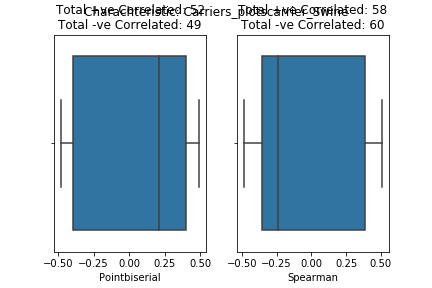 Charachteristic:
Total +ve Correlated: 52
Total -ve Correlated: 49
Total +ve Correlated: 58
Total -ve Correlated: 60
−0.50 −0.25 0.00 0.25 0.50
Pointbiserial
−0.50 −0.25 0.00 0.25 0.50
Spearman